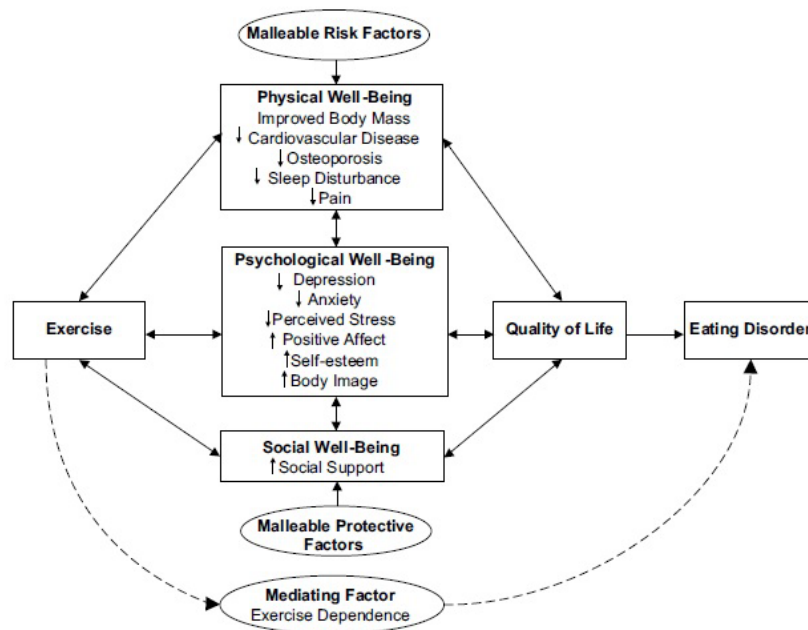 Malleable Risk Factors
Physical Well-Being
Improved Body Mass
↓ Cardiovascular Disease
↓ Osteoporosis
↓ Sleep Disturbance
↓ Pain
Psychological Well-Being
↓ Depression
↓ Anxiety
↓ Perceived Stress
↑ Positive Affect
↑ Self-esteem
↑ Body Image
Exercise
Quality of Life
Eating Disorder
Social Well-Being
↑ Social Support
Malleable Protective
Factors
Mediating Factor
Exercise Dependence